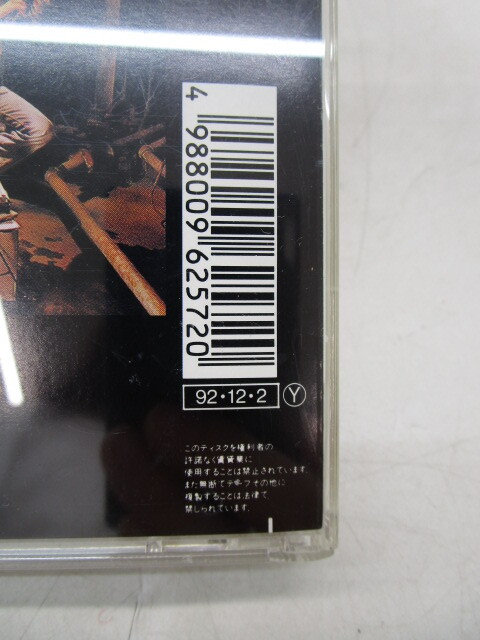 4 988009 625720
92・12・2 Ⓨ
このディスクを権利者の
許諾なく賃貸業に
使用することは禁止されています。
また無断でテープその他に
複製することは法律で
禁じられています。